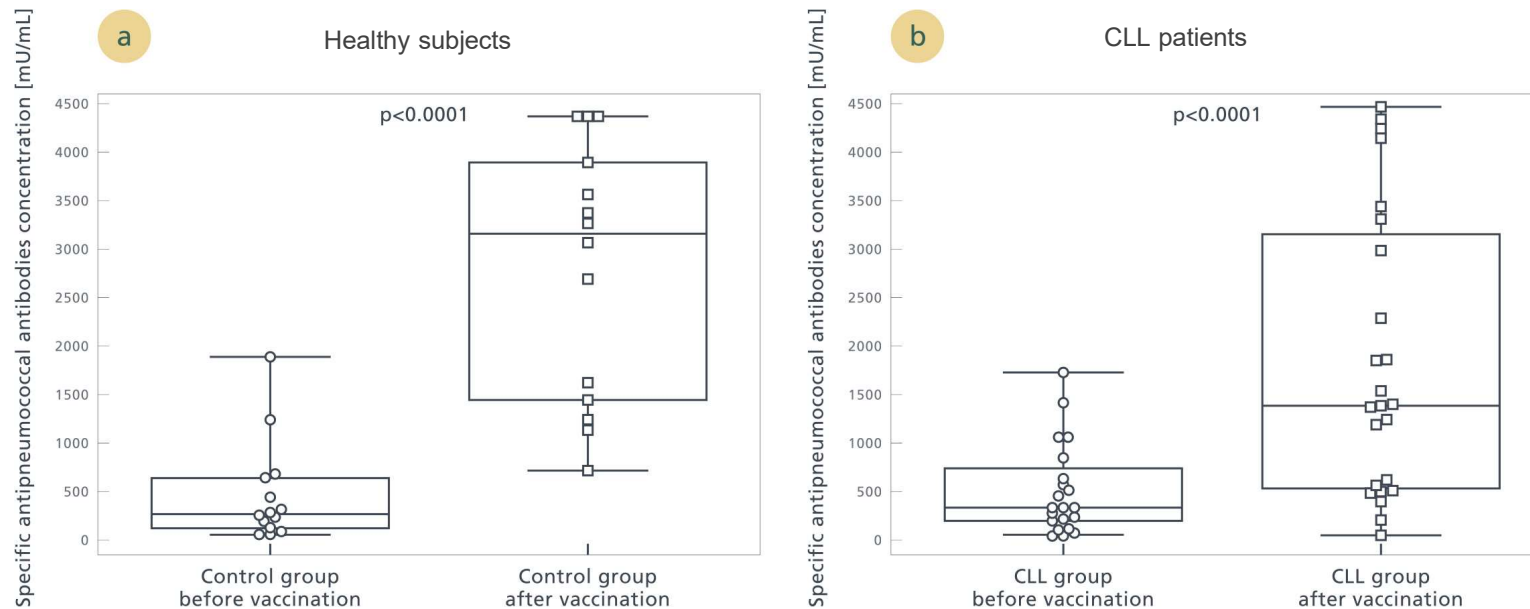 a
Healthy subjects
Specific antipneumococcal antibodies concentration [mU/mL]
p<0.0001
4500
4000
3500
3000
2500
2000
1500
1000
500
0
Control group
before vaccination
Control group
after vaccination
b
CLL patients
Specific antipneumococcal antibodies concentration [mU/mL]
p<0.0001
4500
4000
3500
3000
2500
2000
1500
1000
500
0
CLL group
before vaccination
CLL group
after vaccination